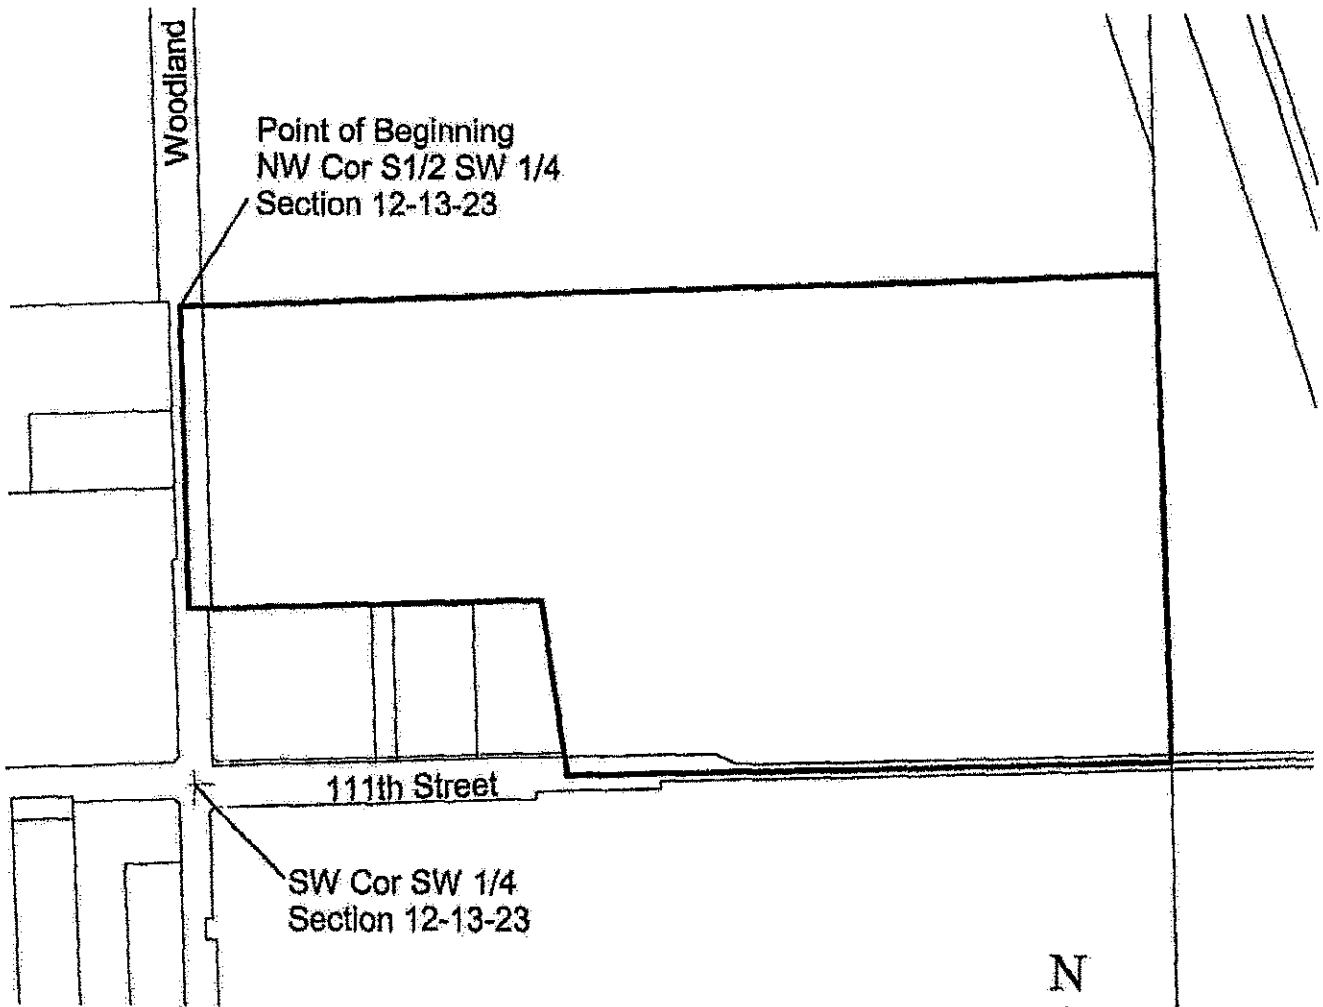 Woodland
Point of Beginning
NW Cor S1/2 SW 1/4
Section 12-13-23
111th Street
SW Cor SW 1/4
Section 12-13-23
N